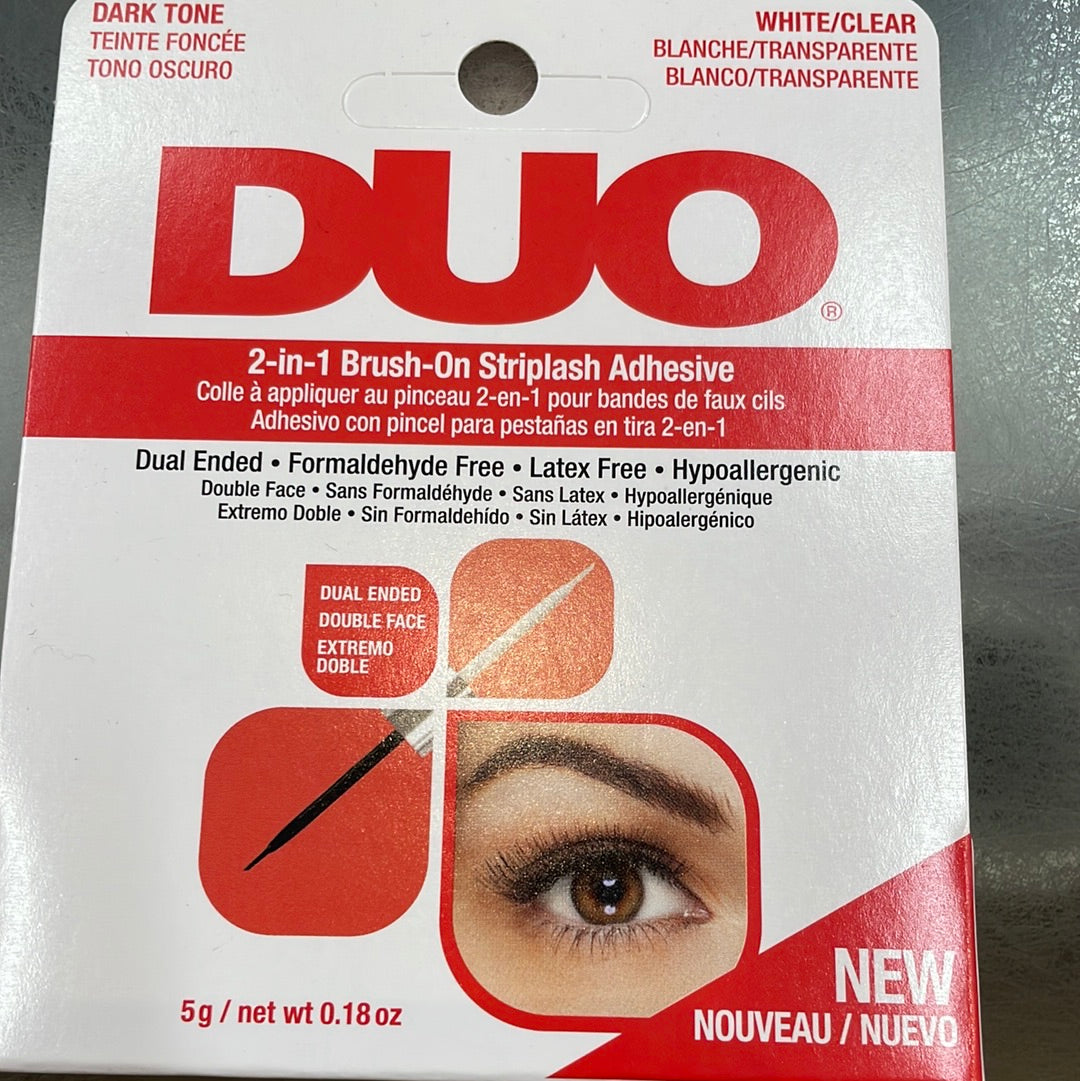 DARK TONE
TEINTE FONCÉE
TONO OSCURO
WHITE/CLEAR
BLANCHE/TRANSPARENTE
BLANCO/TRANSPARENTE
DUO®
2-in-1 Brush-On Striplash Adhesive
Colle à appliquer au pinceau 2-en-1 pour bandes de faux cils
Adhesivo con pincel para pestañas en tira 2-en-1
Dual Ended • Formaldehyde Free • Latex Free • Hypoallergenic
Double Face • Sans Formaldéhyde • Sans Latex • Hypoallergénique
Extremo Doble • Sin Formaldehído • Sin Látex • Hipoalergénico
DUAL ENDED
DOUBLE FACE
EXTREMO
DOBLE
5g / net wt 0.18 oz
NEW
NOUVEAU / NUEVO